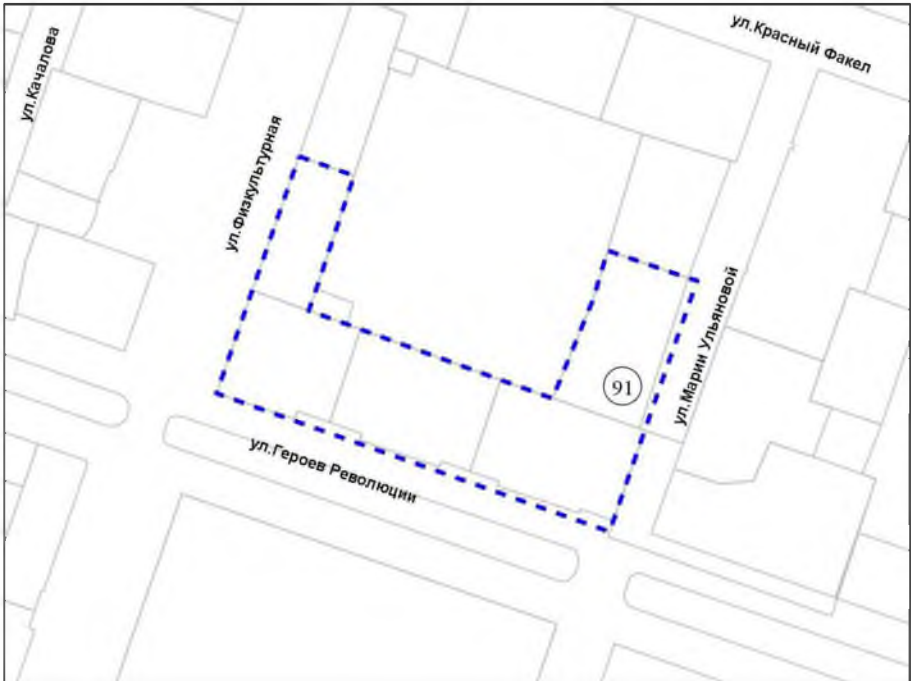 ул.Красный Факел
ул.Качалова
ул.Физкультурная
ул.Марии Ульяновой
91
ул.Героев Революции